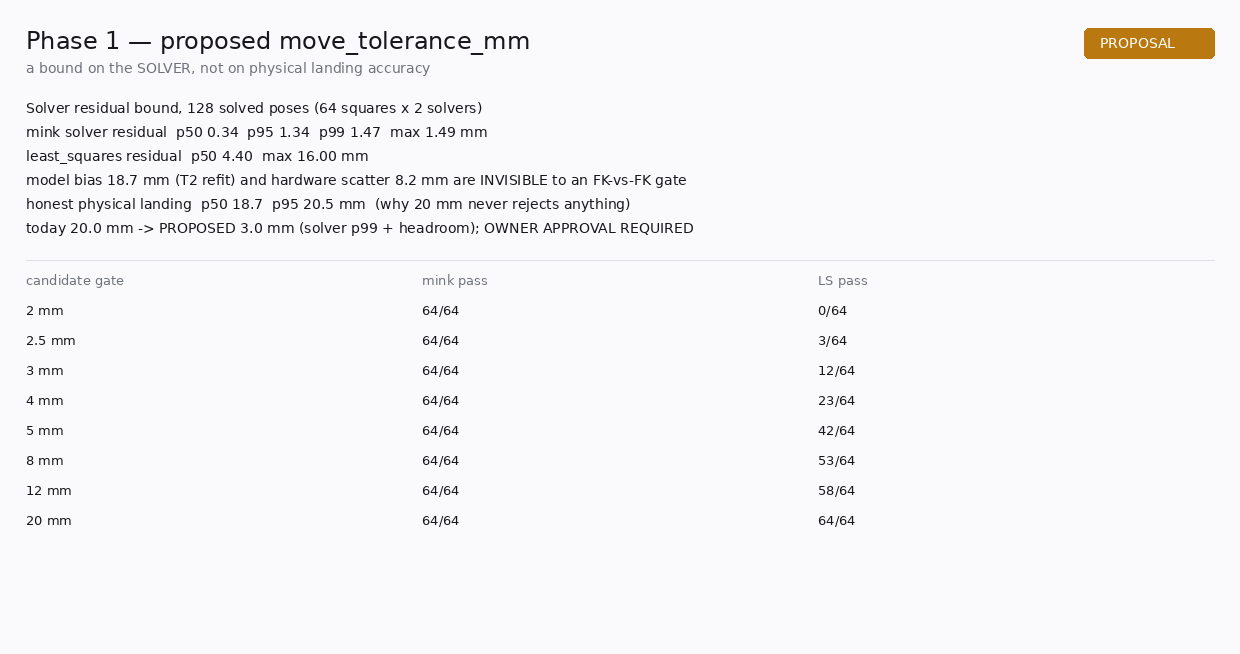 Phase 1 — proposed move_tolerance_mm
PROPOSAL
a bound on the SOLVER, not on physical landing accuracy
Solver residual bound, 128 solved poses (64 squares x 2 solvers)
mink solver residual  p50 0.34  p95 1.34  p99 1.47  max 1.49 mm
least_squares residual  p50 4.40  max 16.00 mm
model bias 18.7 mm (T2 refit) and hardware scatter 8.2 mm are INVISIBLE to an FK-vs-FK gate
honest physical landing  p50 18.7  p95 20.5 mm  (why 20 mm never rejects anything)
today 20.0 mm -> PROPOSED 3.0 mm (solver p99 + headroom); OWNER APPROVAL REQUIRED
candidate gate  mink pass  LS pass
2 mm  64/64  0/64
2.5 mm  64/64  3/64
3 mm  64/64  12/64
4 mm  64/64  23/64
5 mm  64/64  42/64
8 mm  64/64  53/64
12 mm  64/64  58/64
20 mm  64/64  64/64